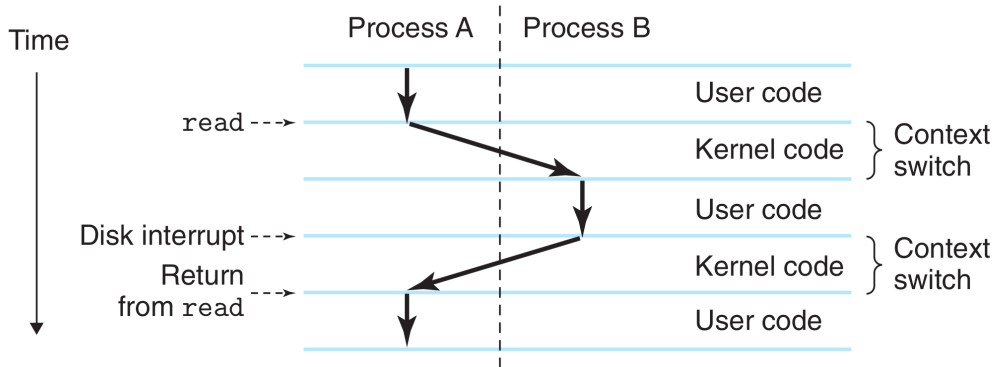 Process A
Process B
Time
User code
read
Kernel code
Context
switch
User code
Disk interrupt
Kernel code
Context
switch
Return
from read
User code